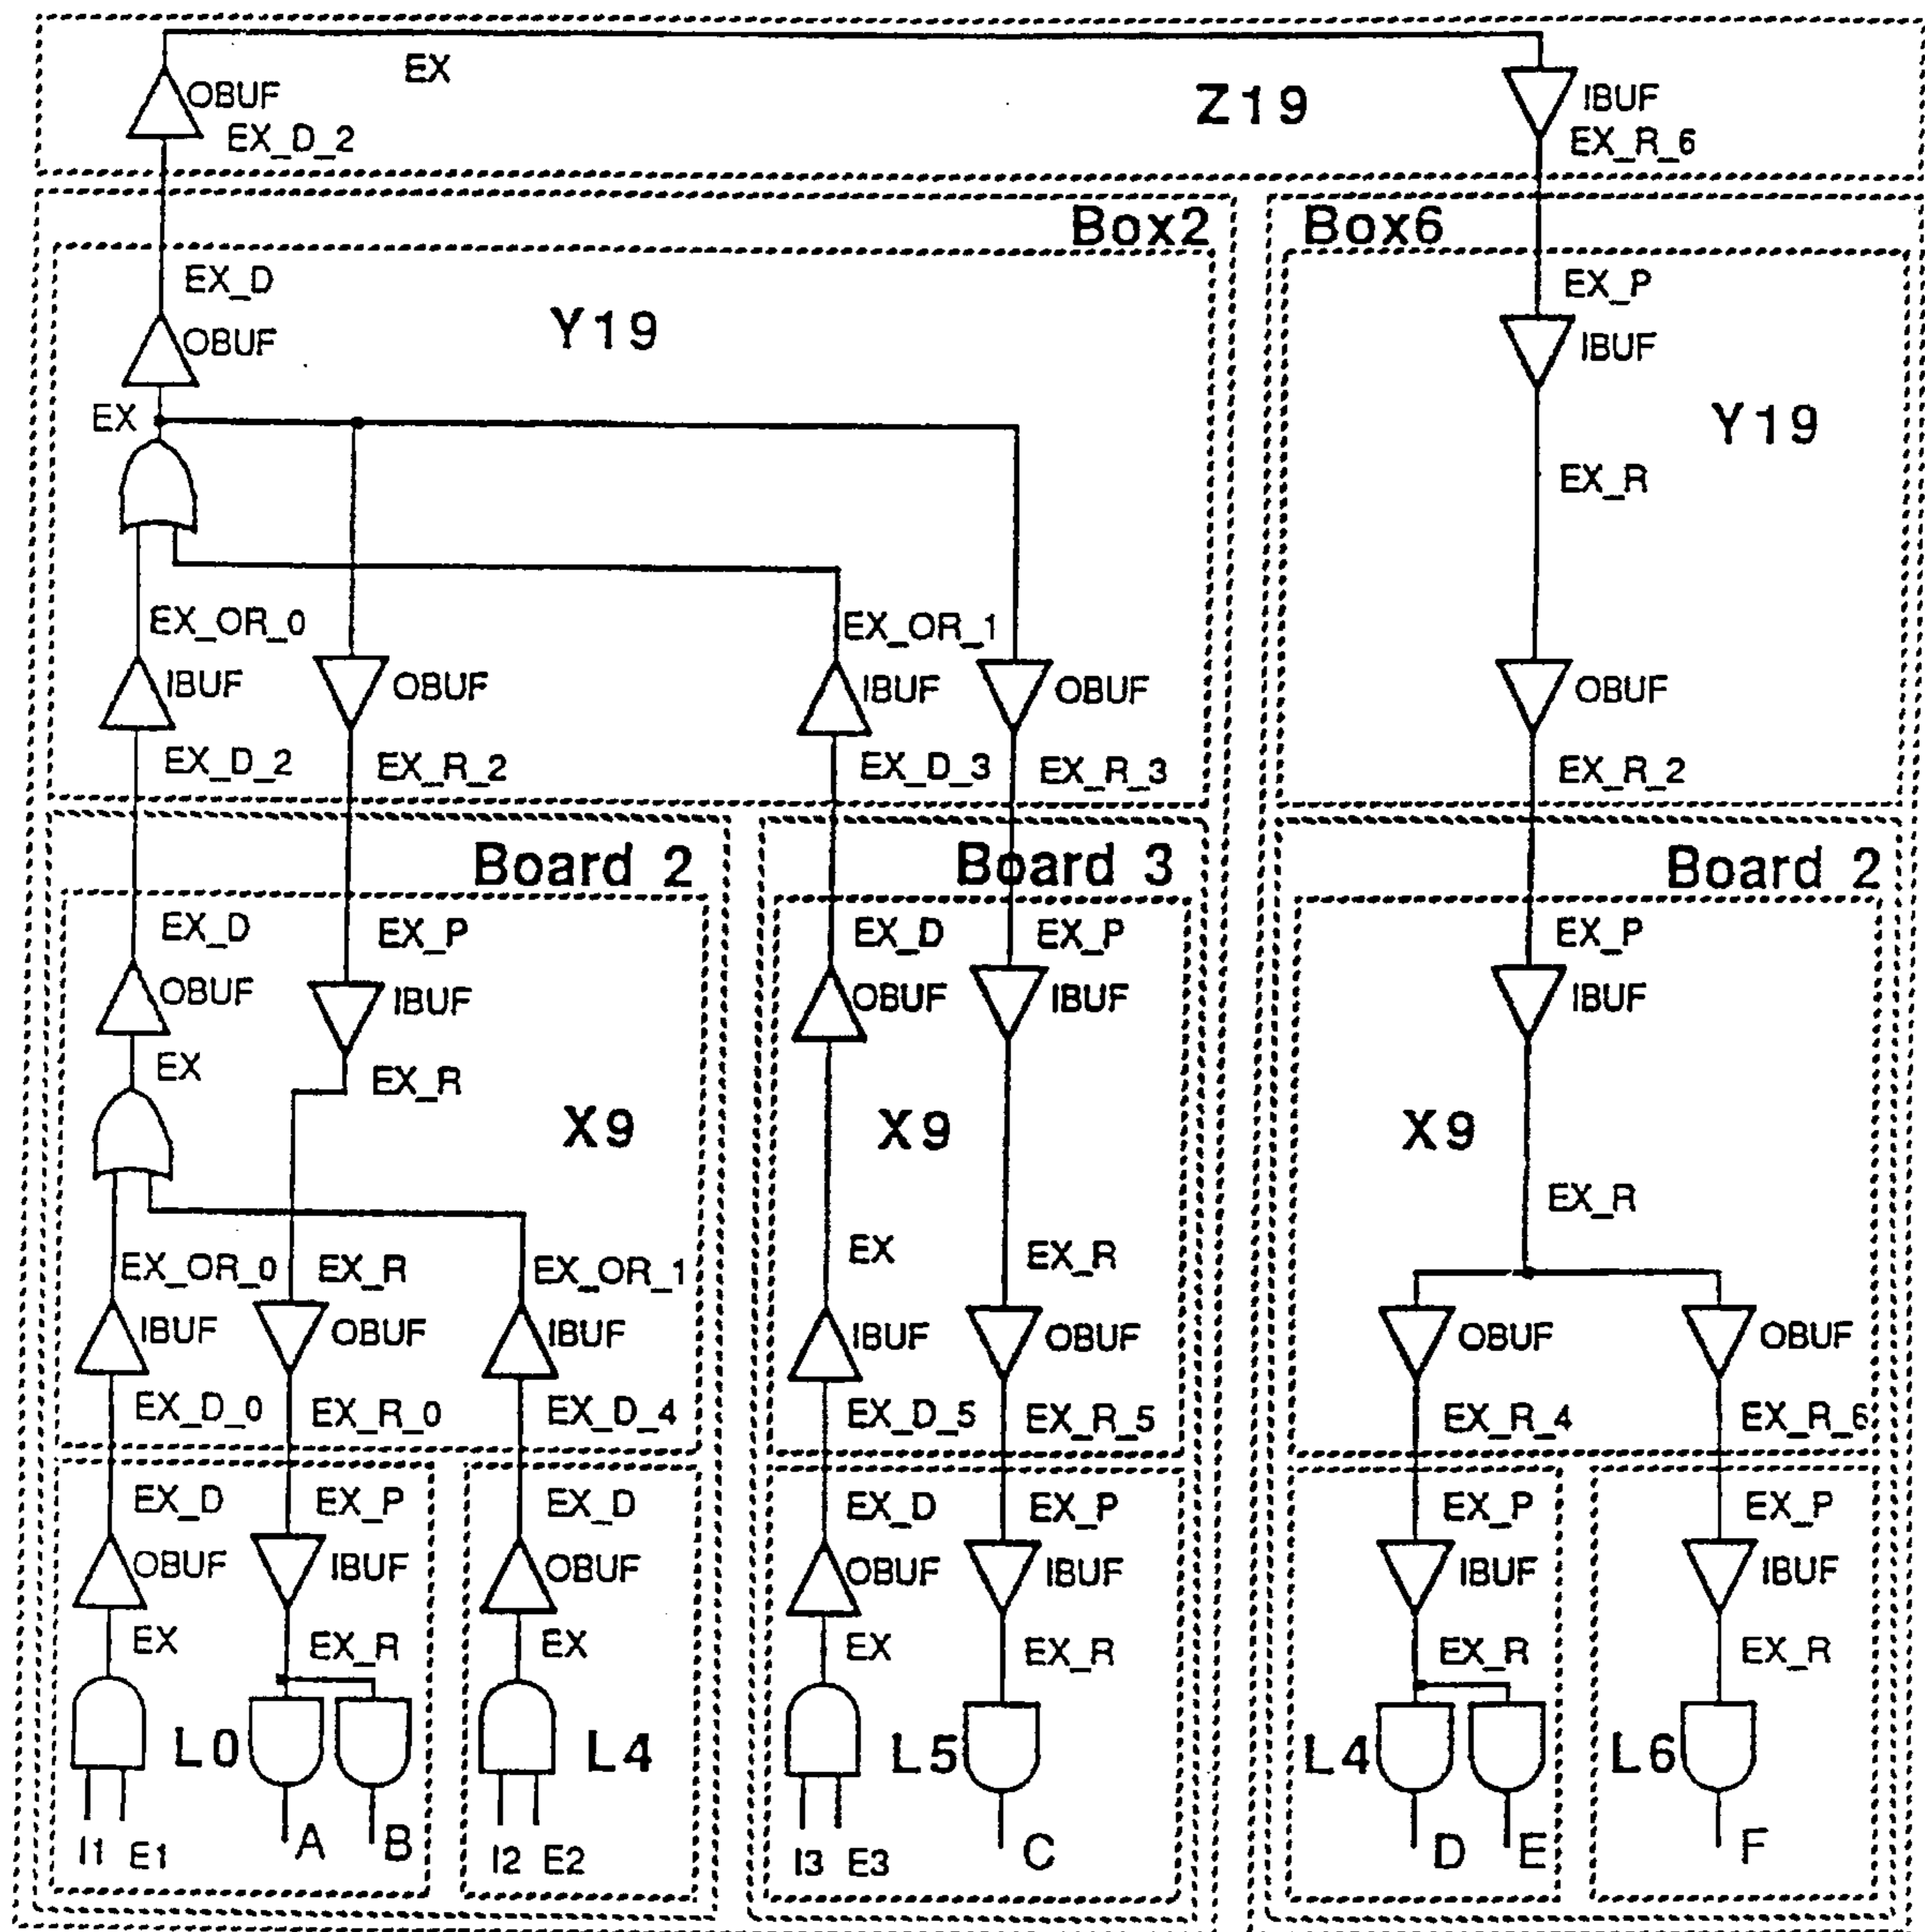 EX
OBUF
EX_D_2
Z19
IBUF
EX_R_6
Box2
Box6
EX_D
OBUF
Y19
EX_P
IBUF
EX
Y19
EX_R
EX_OR_0
EX_OR_1
IBUF
OBUF
IBUF
OBUF
OBUF
EX_D_2
EX_R_2
EX_D_3
EX_R_3
EX_R_2
Board 2
Board 3
Board 2
EX_D
EX_P
EX_D
EX_P
EX_P
OBUF
IBUF
OBUF
IBUF
IBUF
EX
EX_R
X9
X9
X9
EX_R
EX
EX_R
EX_OR_0
EX_R
EX_OR_1
IBUF
OBUF
IBUF
IBUF
OBUF
OBUF
OBUF
EX_D_0
EX_R_0
EX_D_4
EX_D_5
EX_R_5
EX_R_4
EX_R_6
EX_D
EX_P
EX_D
EX_D
EX_P
EX_P
EX_P
OBUF
IBUF
OBUF
OBUF
IBUF
IBUF
IBUF
EX
EX_R
EX
EX
EX_R
EX_R
EX_R
L0
L4
L5
L4
L6
I1 E1
A
B
I2 E2
I3 E3
C
D
E
F